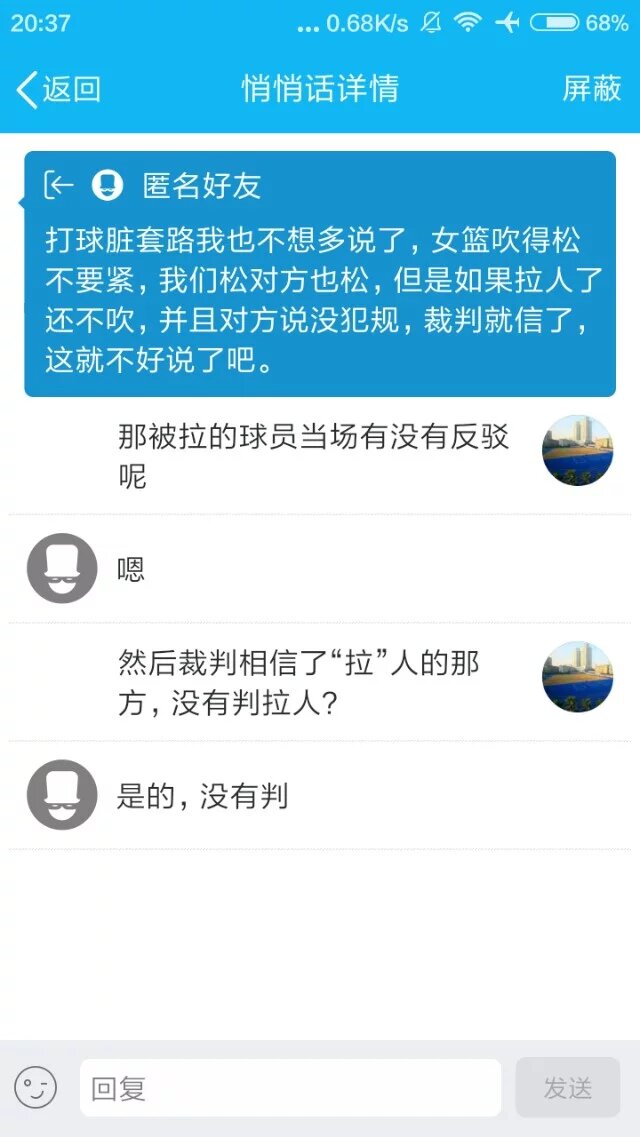 20:37
... 0.68K/s
68%
返回
悄悄话详情
屏蔽
匿名好友
打球脏套路我也不想多说了，女篮吹得松
不要紧，我们松对方也松，但是如果拉人了
还不吹，并且对方说没犯规，裁判就信了，
这就不好说了吧。
那被拉的球员当场有没有反驳
呢
嗯
然后裁判相信了“拉”人的那
方，没有判拉人？
是的，没有判
回复
发送